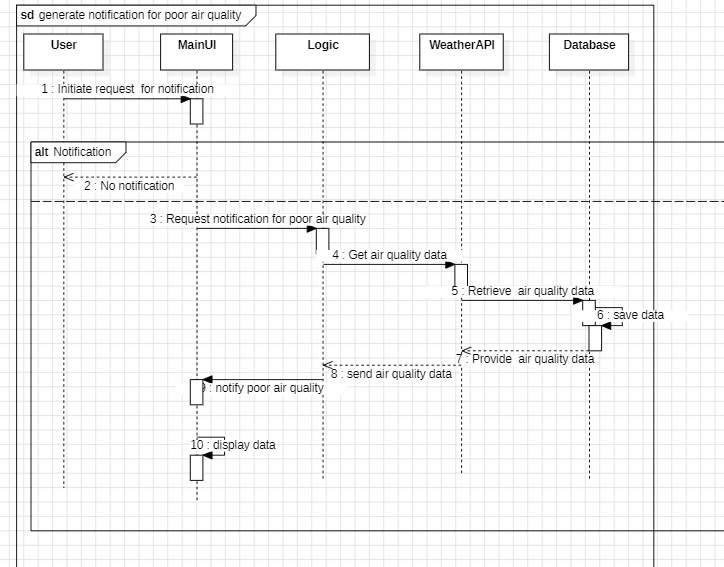 sd generate notification for poor air quality
User MainUI Logic WeatherAPI Database
1 : Initiate request for notification
alt Notification
2 : No notification
3 : Request notification for poor air quality
4 : Get air quality data
5 : Retrieve air quality data
6 : save data
7 : Provide air quality data
8 : send air quality data
9 : notify poor air quality
10 : display data